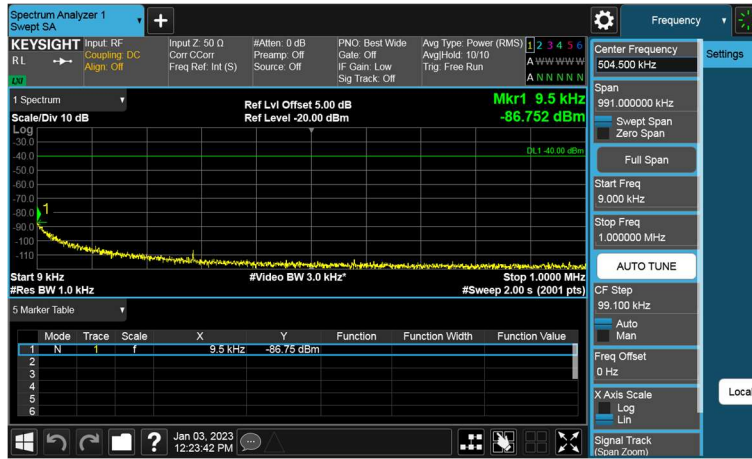 Spectrum Analyzer 1
Swept SA
Frequency
KEYSIGHT
RL
LXI
Input: RF
Coupling: DC
Align: Off
Input Z: 50 Ω
Corr CCorr
Freq Ref: Int (S)
#Atten: 0 dB
Preamp: Off
Source: Off
PNO: Best Wide
Gate: Off
IF Gain: Low
Sig Track: Off
Avg Type: Power (RMS)
Avg|Hold: 10/10
Trig: Free Run
1 2 3 4 5 6
A W W W W W
A N N N N N
1 Spectrum
Scale/Div 10 dB
Ref Lvl Offset 5.00 dB
Ref Level -20.00 dBm
Mkr1 9.5 kHz
-86.752 dBm
Log
-30.0
-40.0
-50.0
-60.0
-70.0
-80.0
-90.0
-100
-110
DL1 -40.00 dBm
1
Start 9 kHz
#Res BW 1.0 kHz
#Video BW 3.0 kHz*
Stop 1.0000 MHz
#Sweep 2.00 s (2001 pts)
5 Marker Table
Mode Trace Scale X Y Function Function Width Function Value
1 N 1 f 9.5 kHz -86.75 dBm
2
3
4
5
6
Jan 03, 2023
12:23:42 PM
Center Frequency
504.500 kHz
Settings
Span
991.000000 kHz
Swept Span
Zero Span
Full Span
Start Freq
9.000 kHz
Stop Freq
1.000000 MHz
AUTO TUNE
CF Step
99.100 kHz
Auto
Man
Freq Offset
0 Hz
X Axis Scale
Log
Lin
Local
Signal Track
(Span Zoom)